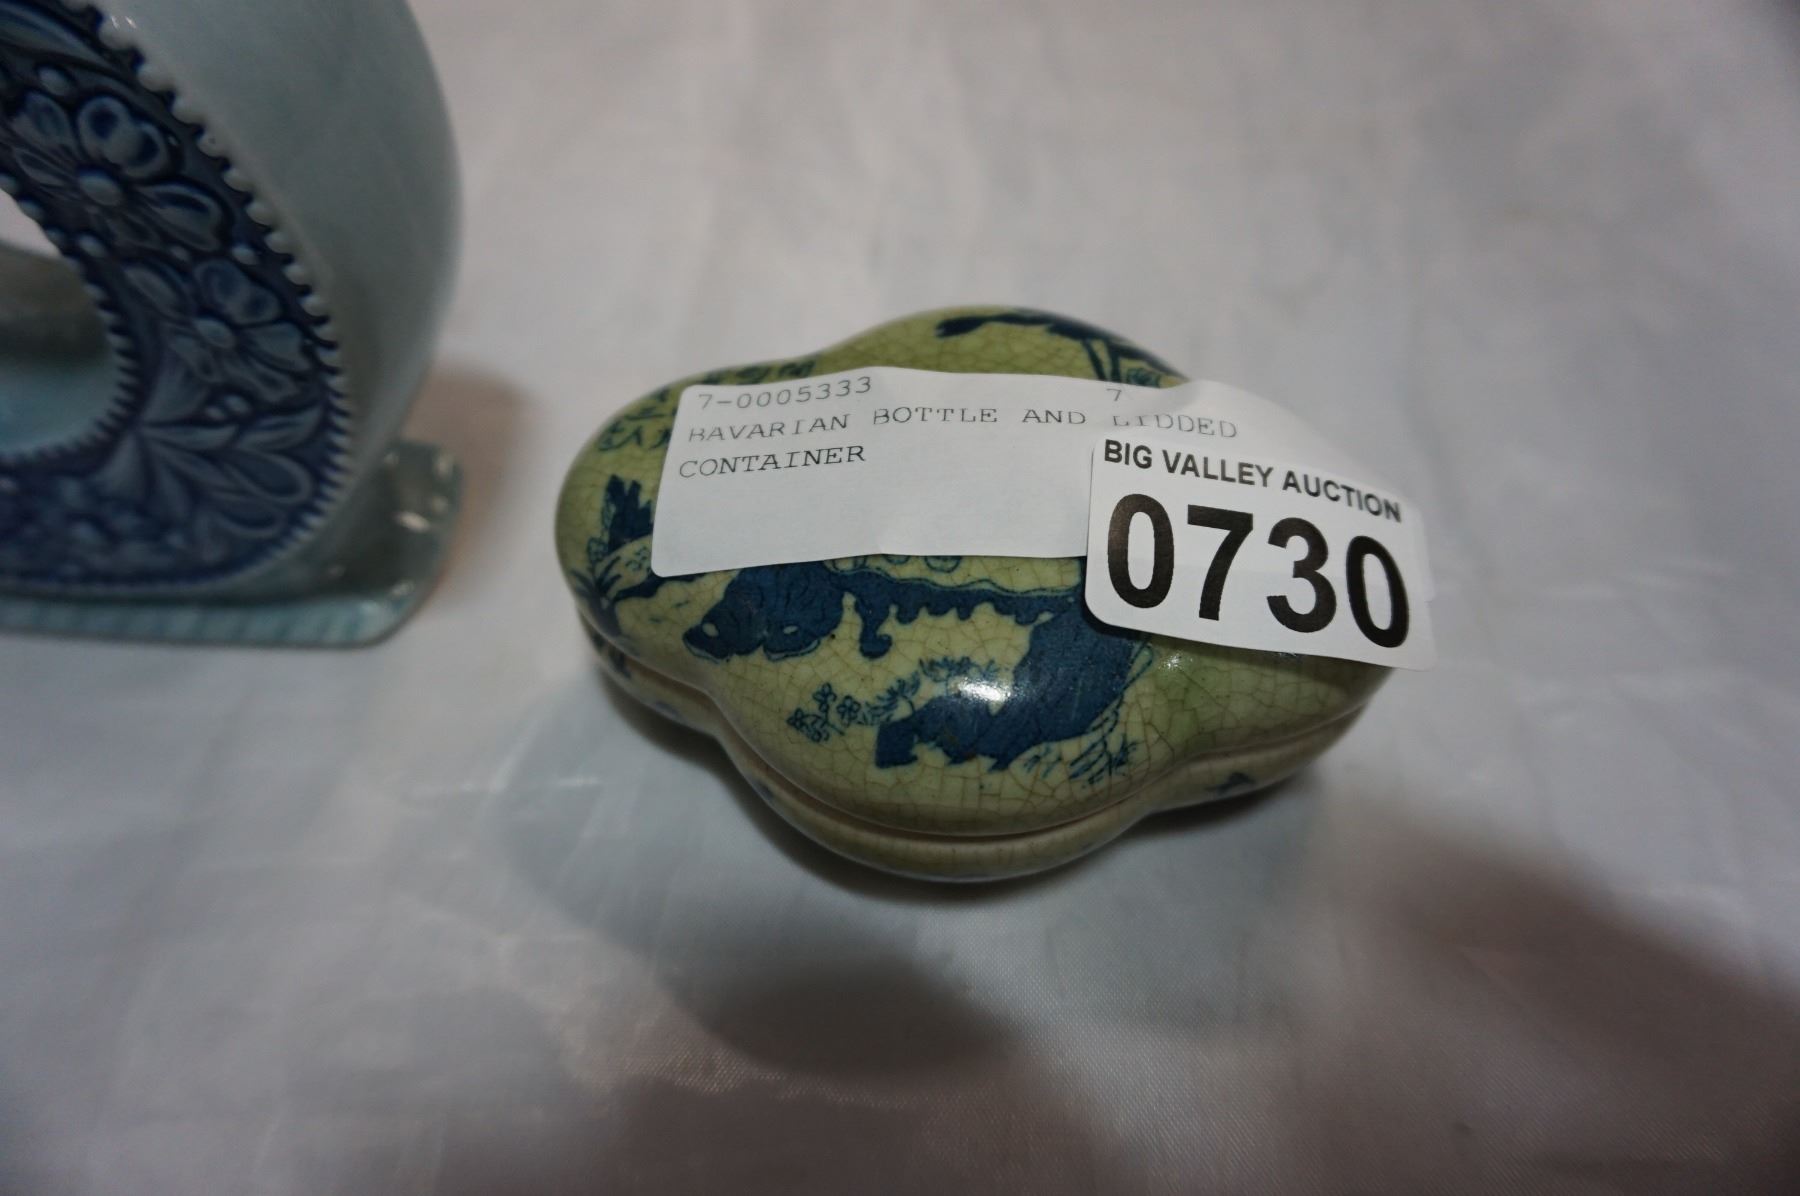 7-0005333 7
BAVARIAN BOTTLE AND LIDDED
CONTAINER
BIG VALLEY AUCTION
0730